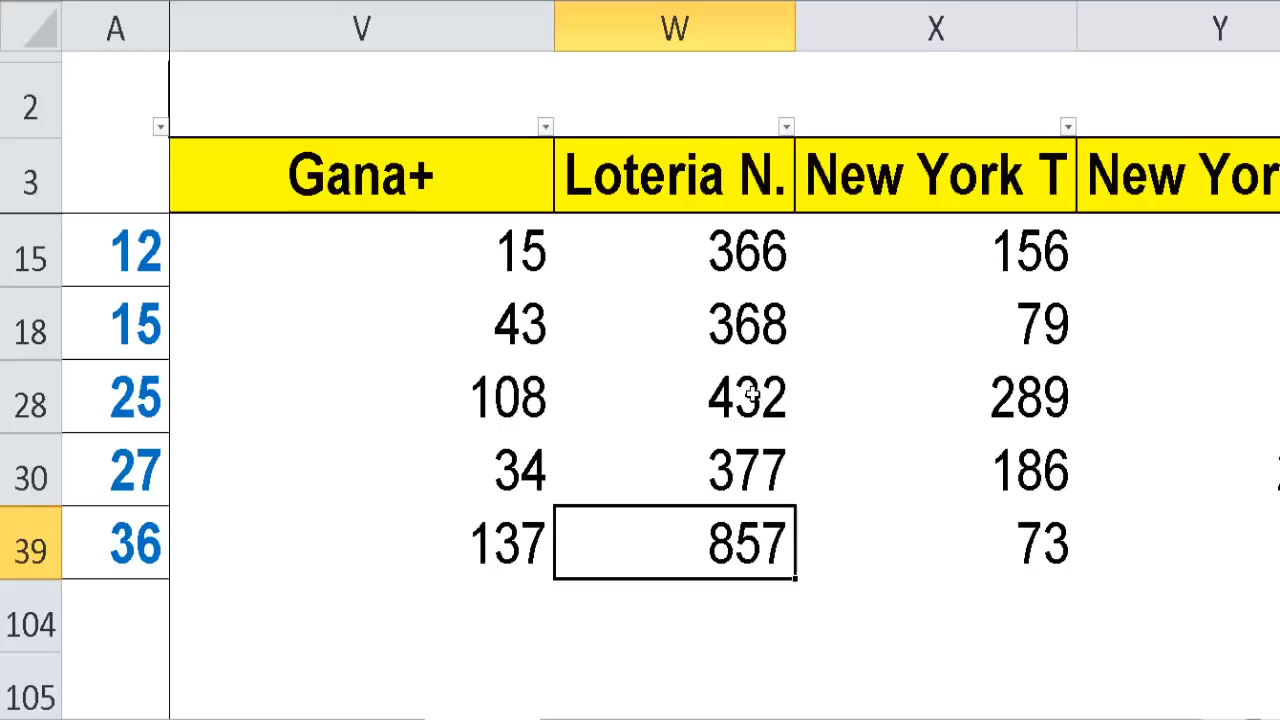 A V W X Y
2
3 Gana+ Loteria N. New York T New Yor
15 12 15 366 156
18 15 43 368 79
28 25 108 432 289
30 27 34 377 186
39 36 137 857 73
104
105